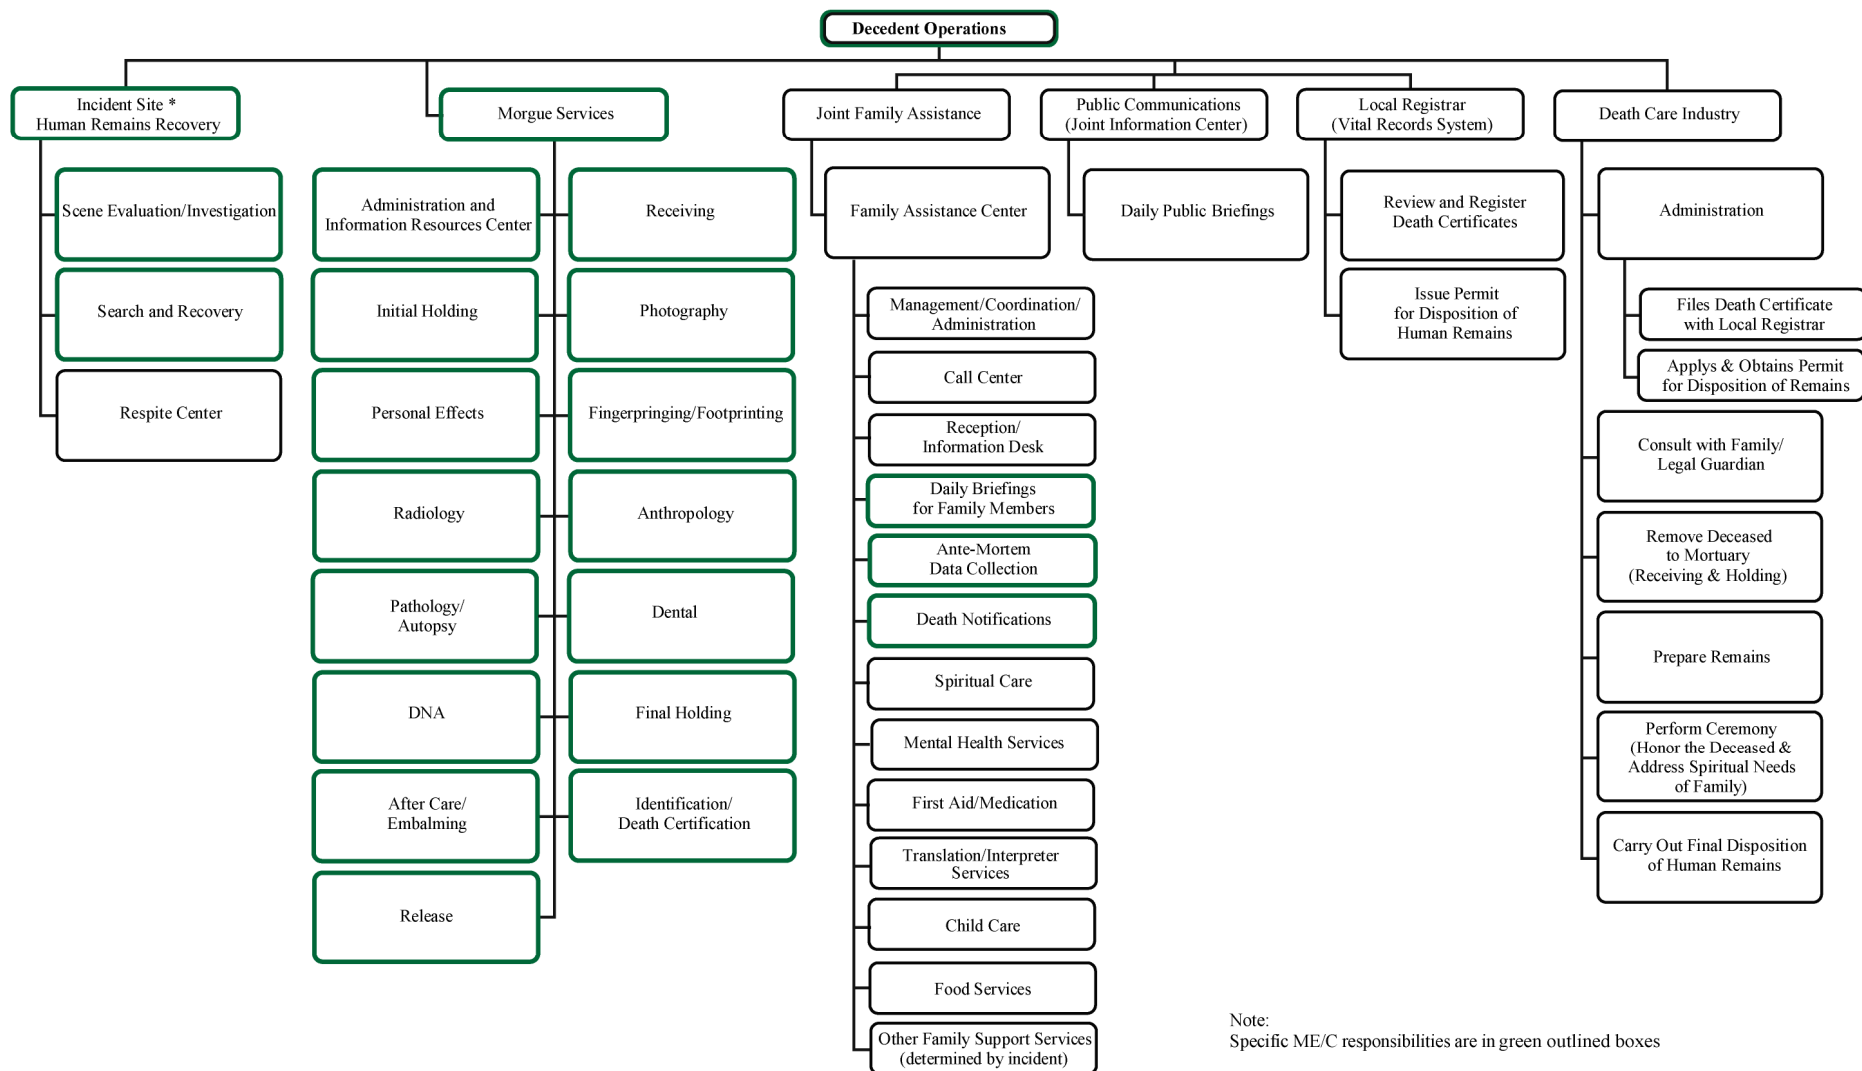 Decedent Operations
Incident Site *
Human Remains Recovery
Scene Evaluation/Investigation
Search and Recovery
Respite Center
Morgue Services
Administration and
Information Resources Center
Receiving
Initial Holding
Photography
Personal Effects
Fingerpringing/Footprinting
Radiology
Anthropology
Pathology/
Autopsy
Dental
DNA
Final Holding
After Care/
Embalming
Identification/
Death Certification
Release
Joint Family Assistance
Family Assistance Center
Management/Coordination/
Administration
Call Center
Reception/
Information Desk
Daily Briefings
for Family Members
Ante-Mortem
Data Collection
Death Notifications
Spiritual Care
Mental Health Services
First Aid/Medication
Translation/Interpreter
Services
Child Care
Food Services
Other Family Support Services
(determined by incident)
Public Communications
(Joint Information Center)
Daily Public Briefings
Local Registrar
(Vital Records System)
Review and Register
Death Certificates
Issue Permit
for Disposition of
Human Remains
Death Care Industry
Administration
Files Death Certificate
with Local Registrar
Applys & Obtains Permit
for Disposition of Remains
Consult with Family/
Legal Guardian
Remove Deceased
to Mortuary
(Receiving & Holding)
Prepare Remains
Perform Ceremony
(Honor the Deceased &
Address Spiritual Needs
of Family)
Carry Out Final Disposition
of Human Remains
Note:
Specific ME/C responsibilities are in green outlined boxes